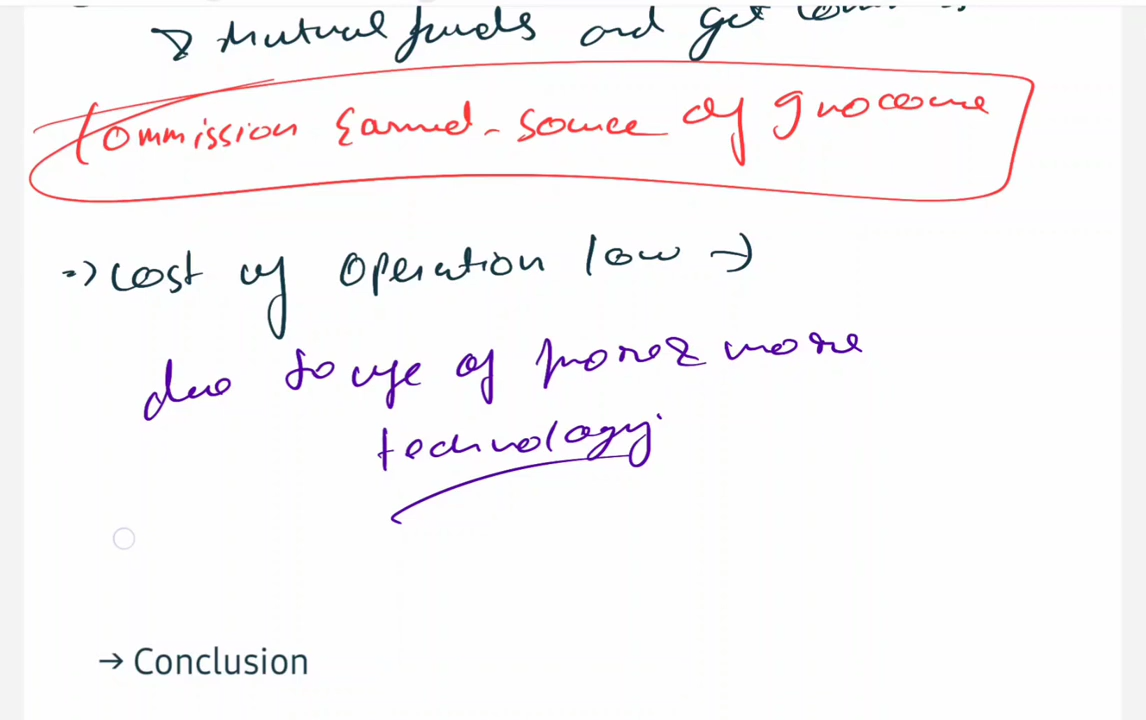 Mutual funds and get
Commission Earned - source of Income
→ Cost of operation low →
due to use of more & more
technology
→ Conclusion